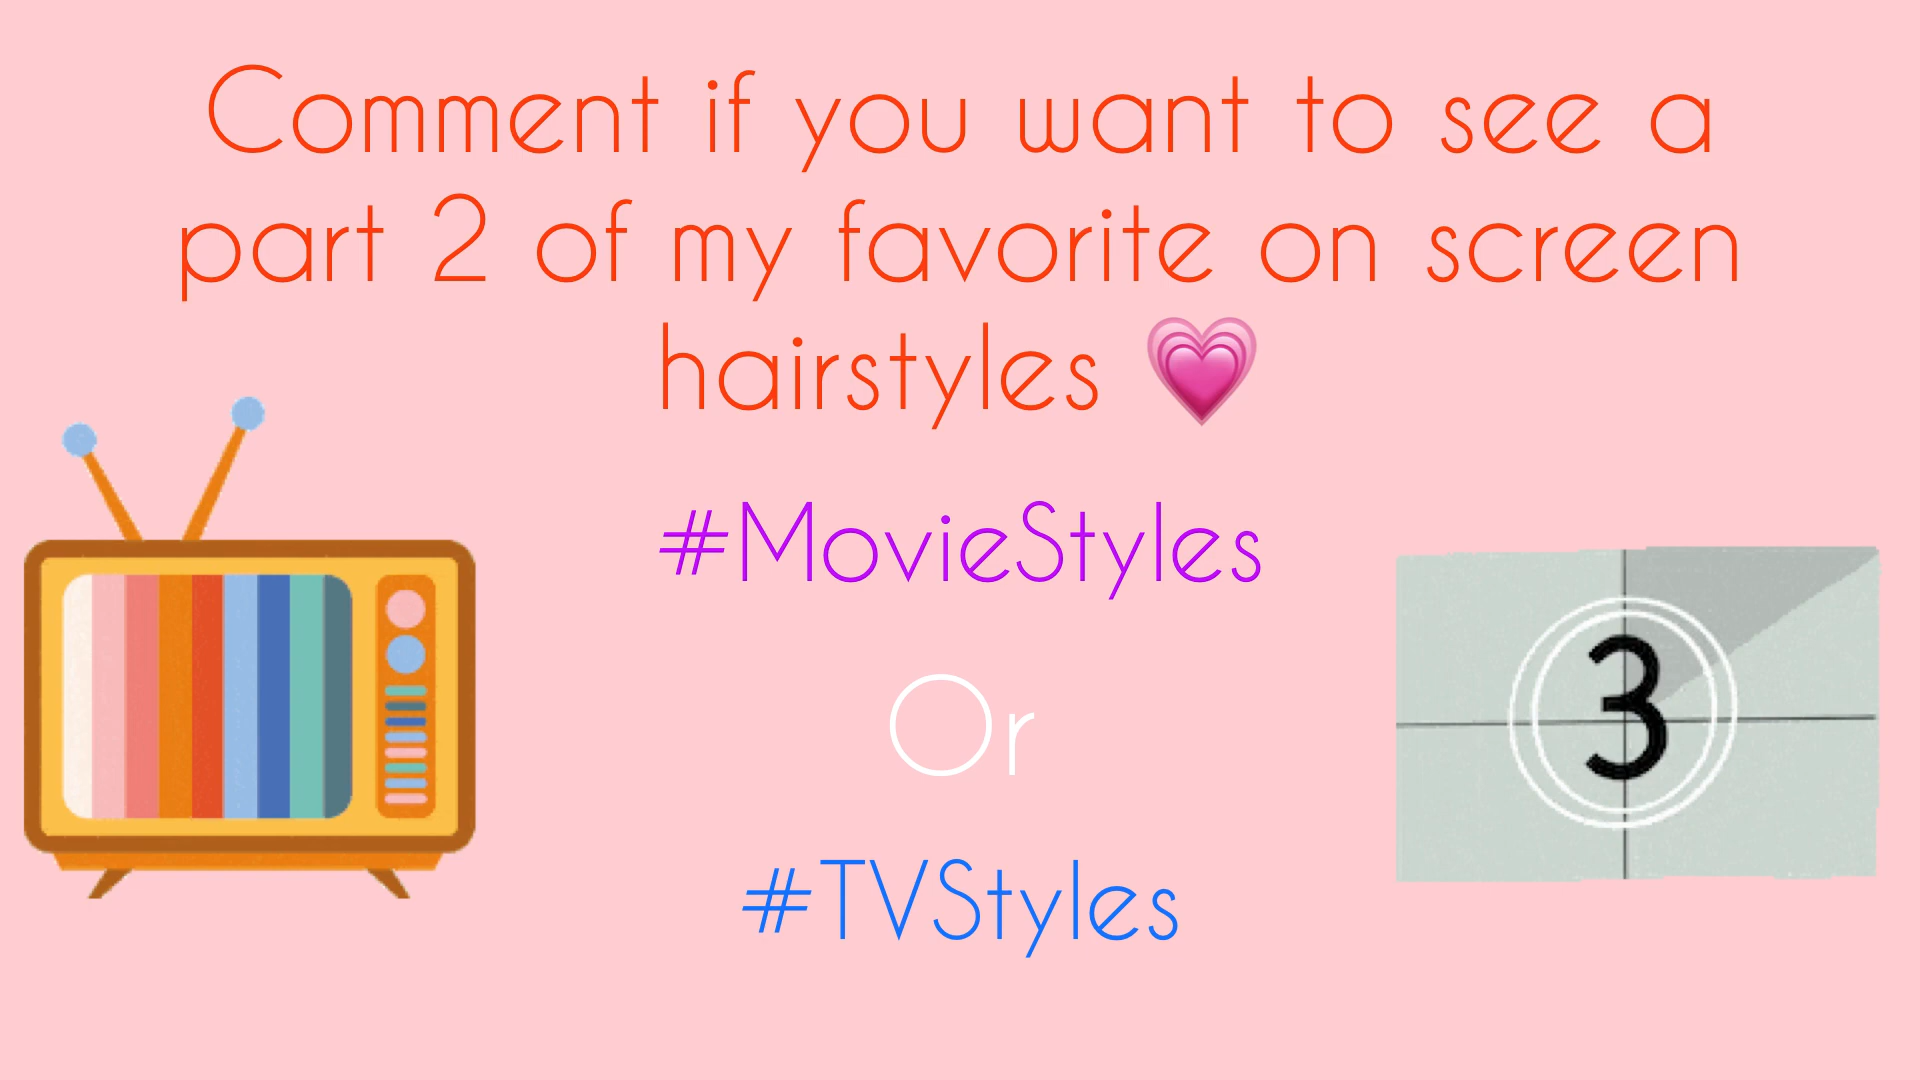 Comment if you want to see a
part 2 of my favorite on screen
hairstyles 💗
#MovieStyles
Or
#TVStyles
3